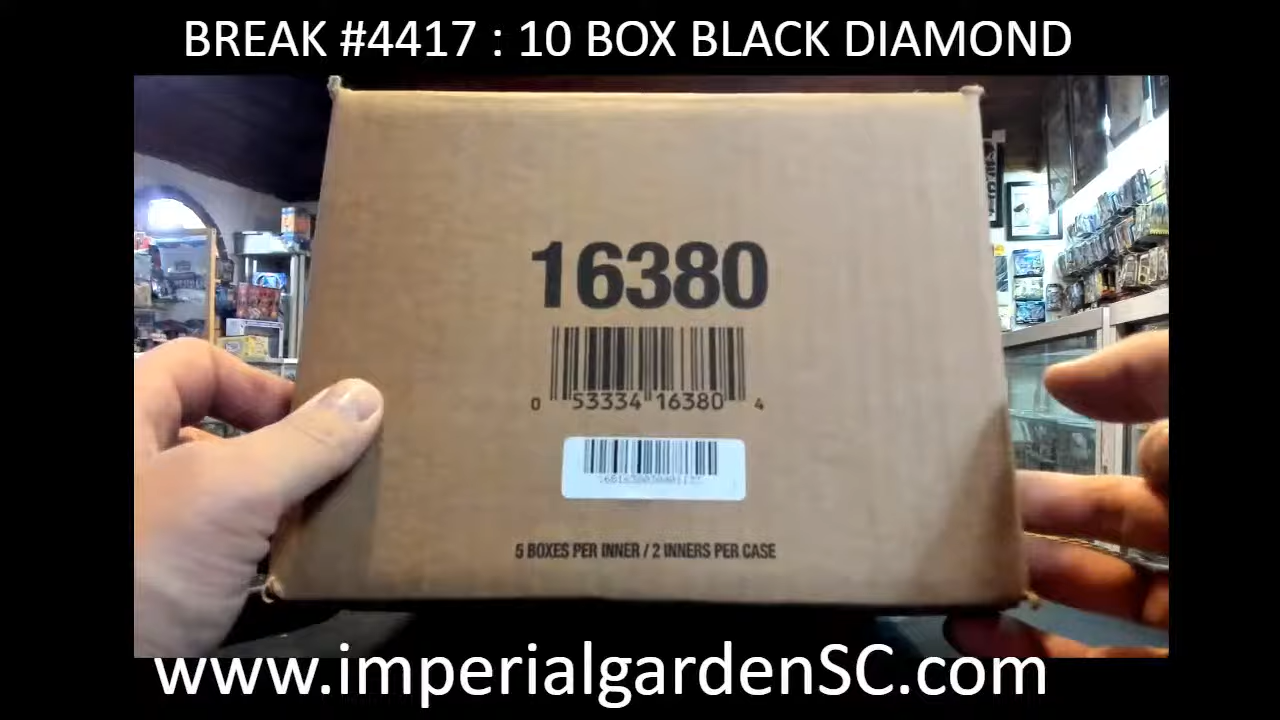 BREAK #4417 : 10 BOX BLACK DIAMOND
16380
0 53334 16380 4
5 BOXES PER INNER / 2 INNERS PER CASE
www.imperialgardenSC.com